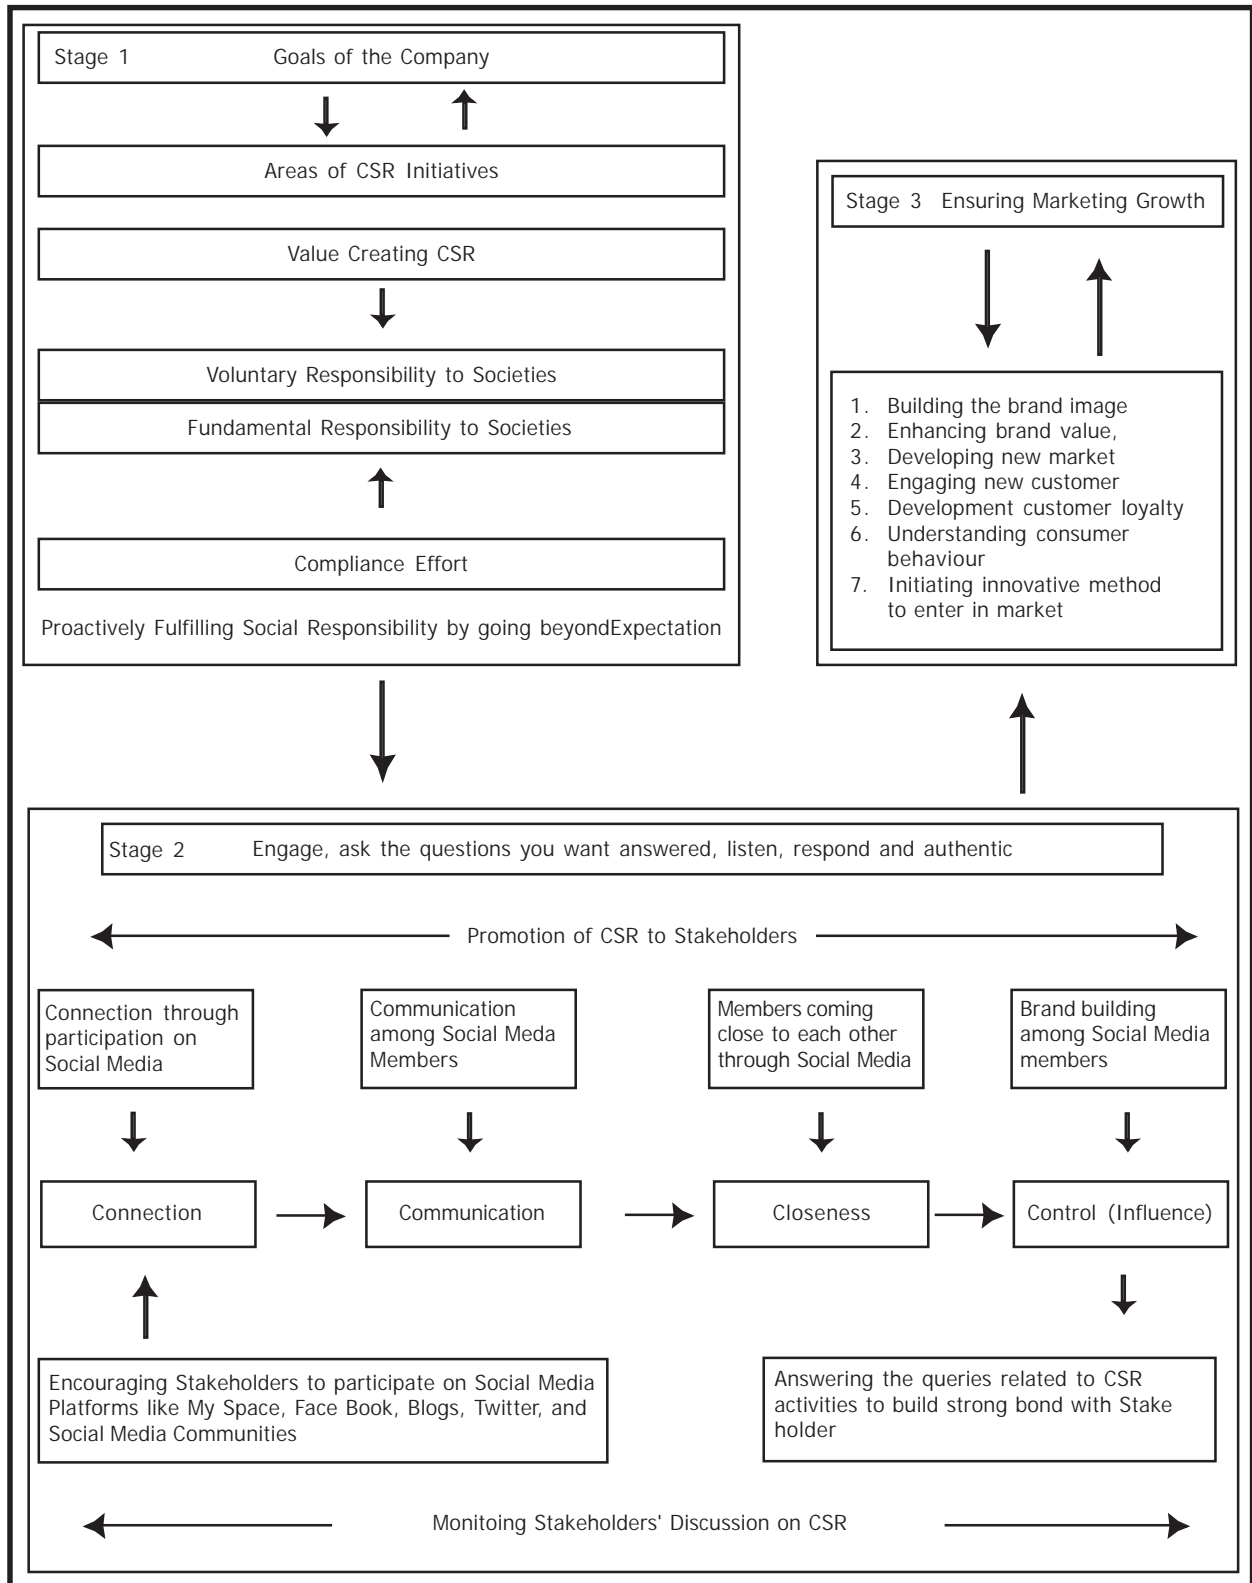 Stage 1 Goals of the Company
Areas of CSR Initiatives
Value Creating CSR
Voluntary Responsibility to Societies
Fundamental Responsibility to Societies
Compliance Effort
Proactively Fulfilling Social Responsibility by going beyondExpectation
Stage 3 Ensuring Marketing Growth
1. Building the brand image
2. Enhancing brand value,
3. Developing new market
4. Engaging new customer
5. Development customer loyalty
6. Understanding consumer
behaviour
7. Initiating innovative method
to enter in market
Stage 2 Engage, ask the questions you want answered, listen, respond and authentic
Promotion of CSR to Stakeholders
Connection through
participation on
Social Media
Communication
among Social Meda
Members
Members coming
close to each other
through Social Media
Brand building
among Social Media
members
Connection
Communication
Closeness
Control (Influence)
Encouraging Stakeholders to participate on Social Media
Platforms like My Space, Face Book, Blogs, Twitter, and
Social Media Communities
Answering the queries related to CSR
activities to build strong bond with Stake
holder
Monitoing Stakeholders' Discussion on CSR